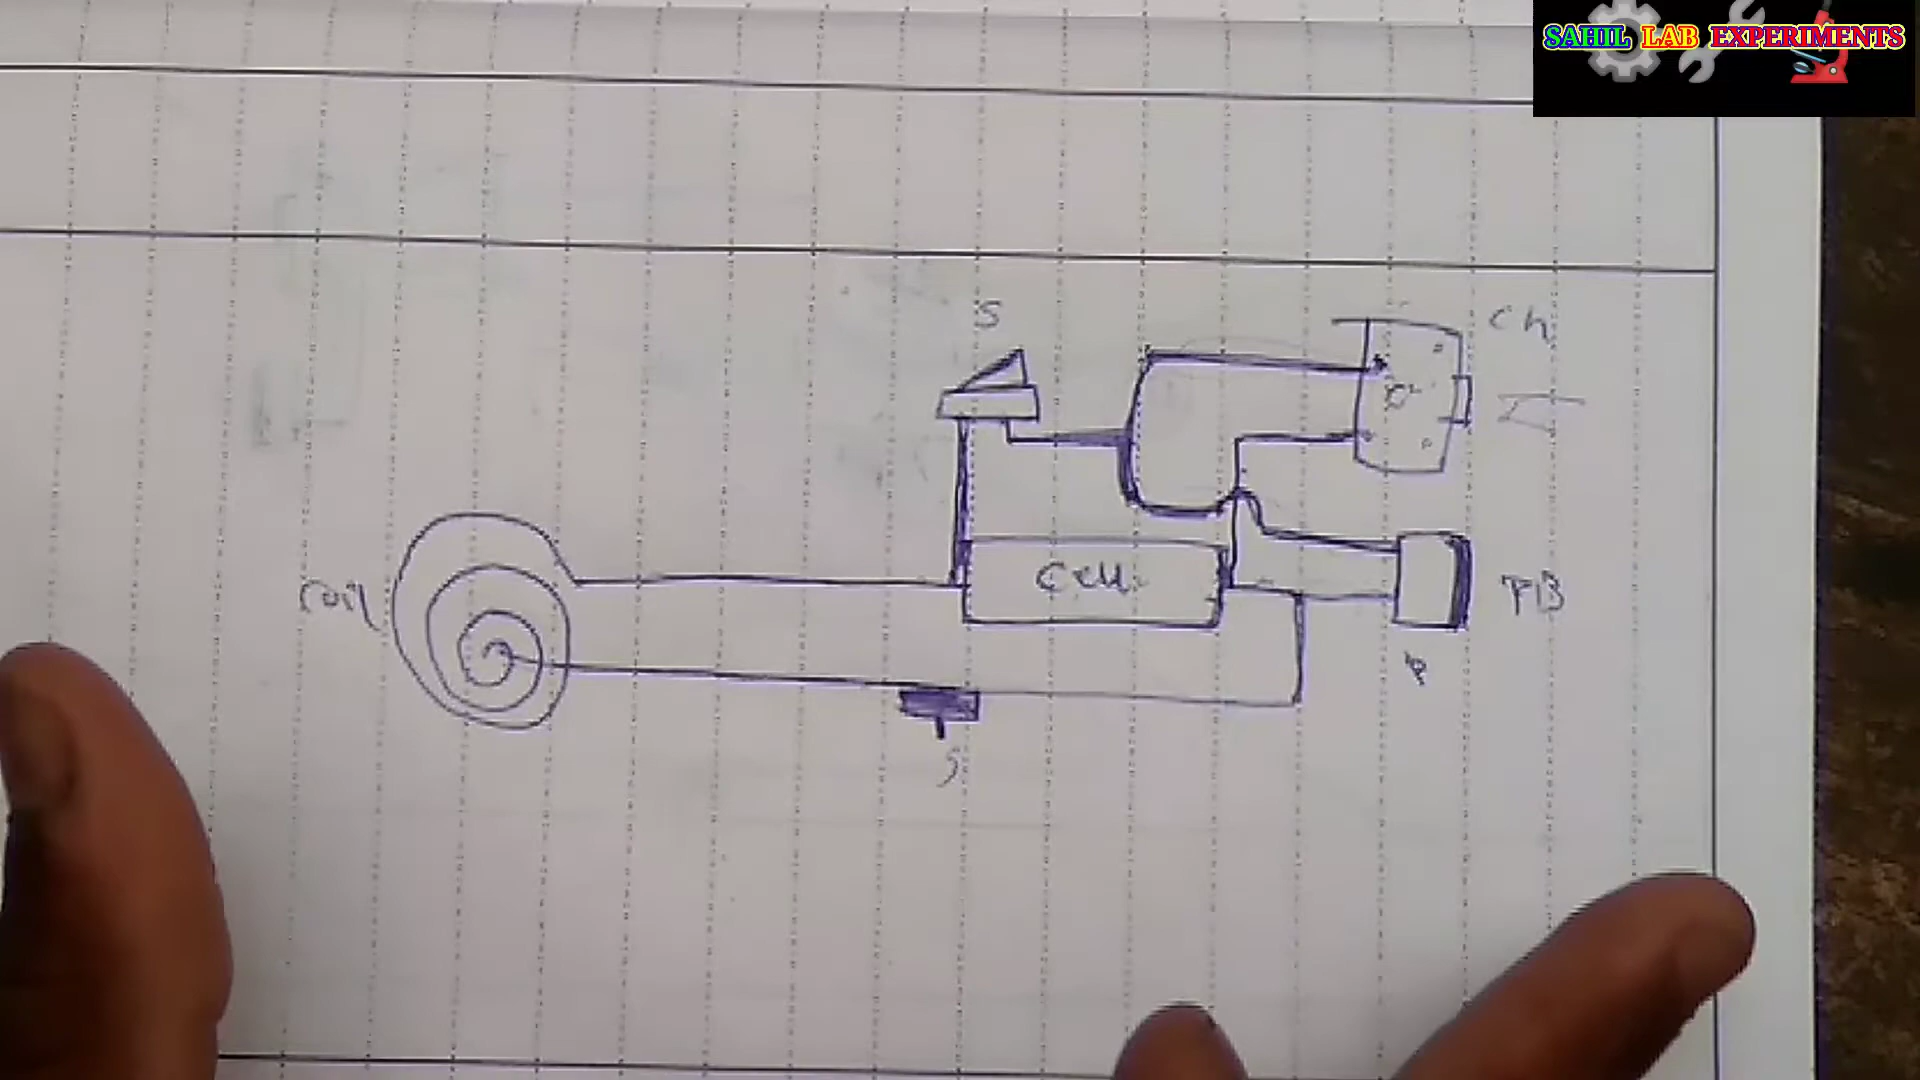 SAHIL LAB EXPERIMENTS
S
Ch
Cell
Coil
PB
S